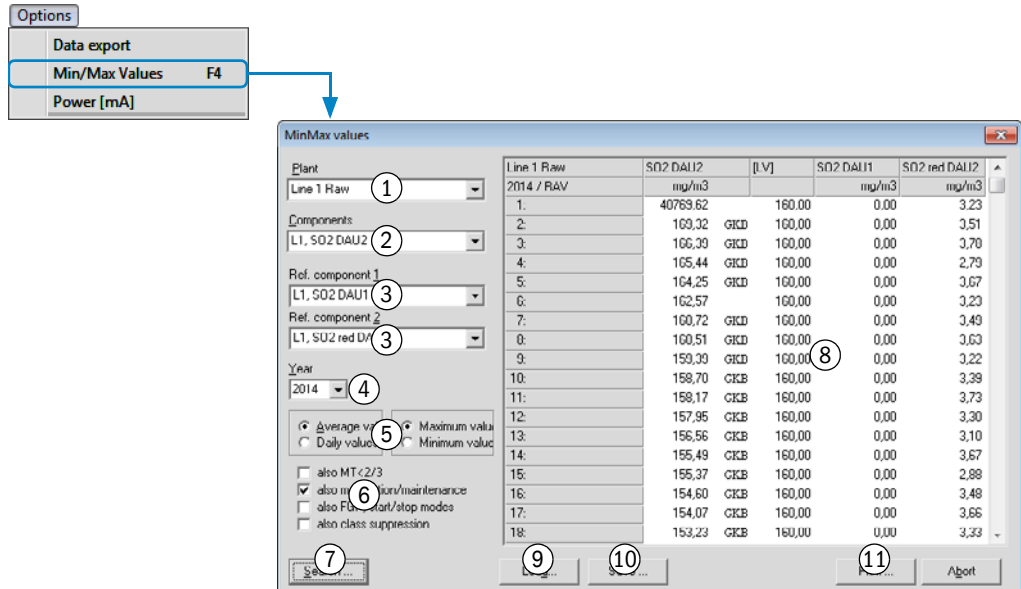 Options
Data export
Min/Max Values F4
Power [mA]
MinMax values
Plant
Line 1 Raw 1
Components
L1, SO2 DAU2 2
Ref. component 1
L1, SO2 DAU1 3
Ref. component 2
L1, SO2 red 3
Year
2014 4
Average 5 Maximum
Daily Minimum
also MT<2/3
also 6 /maintenance
also /stop modes
also class suppression
7
Line 1 Raw SO2 DAU2 [LV] SO2 DAU1 SO2 red DAU2
2014 / RAV mg/m3 mg/m3 mg/m3
1: 40769,62 160,00 0,00 3,23
2: 169,32 GKD 160,00 0,00 3,51
3: 166,39 GKD 160,00 0,00 3,70
4: 165,44 GKD 160,00 0,00 2,79
5: 164,25 GKD 160,00 0,00 3,67
6: 162,57 160,00 0,00 3,23
7: 160,72 GKD 160,00 0,00 3,49
8: 160,51 GKD 160,00 0,00 3,63
9: 159,39 GKD 160,00 8 0,00 3,22
10: 158,70 GKB 160,00 0,00 3,39
11: 158,17 GKB 160,00 0,00 3,73
12: 157,95 GKB 160,00 0,00 3,30
13: 156,56 GKB 160,00 0,00 3,10
14: 155,49 GKB 160,00 0,00 3,67
15: 155,37 GKB 160,00 0,00 2,88
16: 154,60 GKB 160,00 0,00 3,48
17: 154,07 GKB 160,00 0,00 3,66
18: 153,23 GKB 160,00 0,00 3,33
9 10 11 Abort